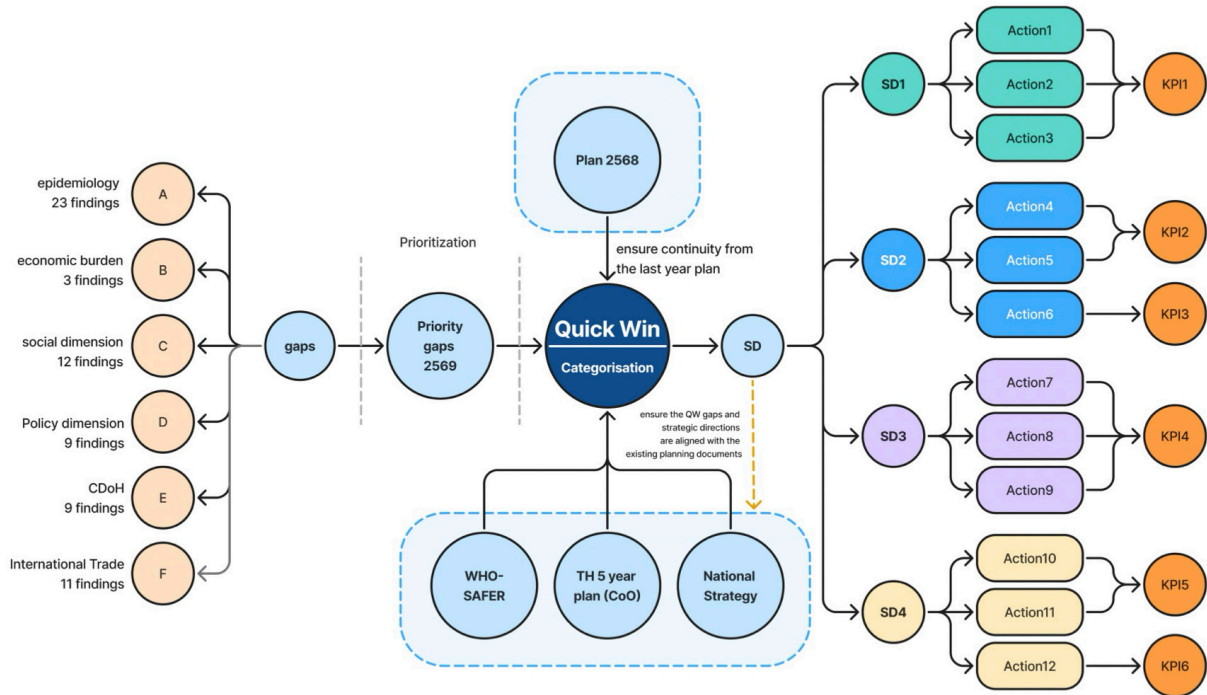 epidemiology
23 findings
A
economic burden
3 findings
B
social dimension
12 findings
C
Policy dimension
9 findings
D
CDoH
9 findings
E
International Trade
11 findings
F
gaps
Prioritization
Priority
gaps
2569
Plan 2568
ensure continuity from
the last year plan
Quick Win
Categorisation
SD
ensure the QW gaps and
strategic directions
are aligned with the
existing planning documents
WHO-
SAFER
TH 5 year
plan (CoO)
National
Strategy
SD1
Action1
Action2
Action3
KPI1
SD2
Action4
Action5
Action6
KPI2
KPI3
SD3
Action7
Action8
Action9
KPI4
SD4
Action10
Action11
Action12
KPI5
KPI6